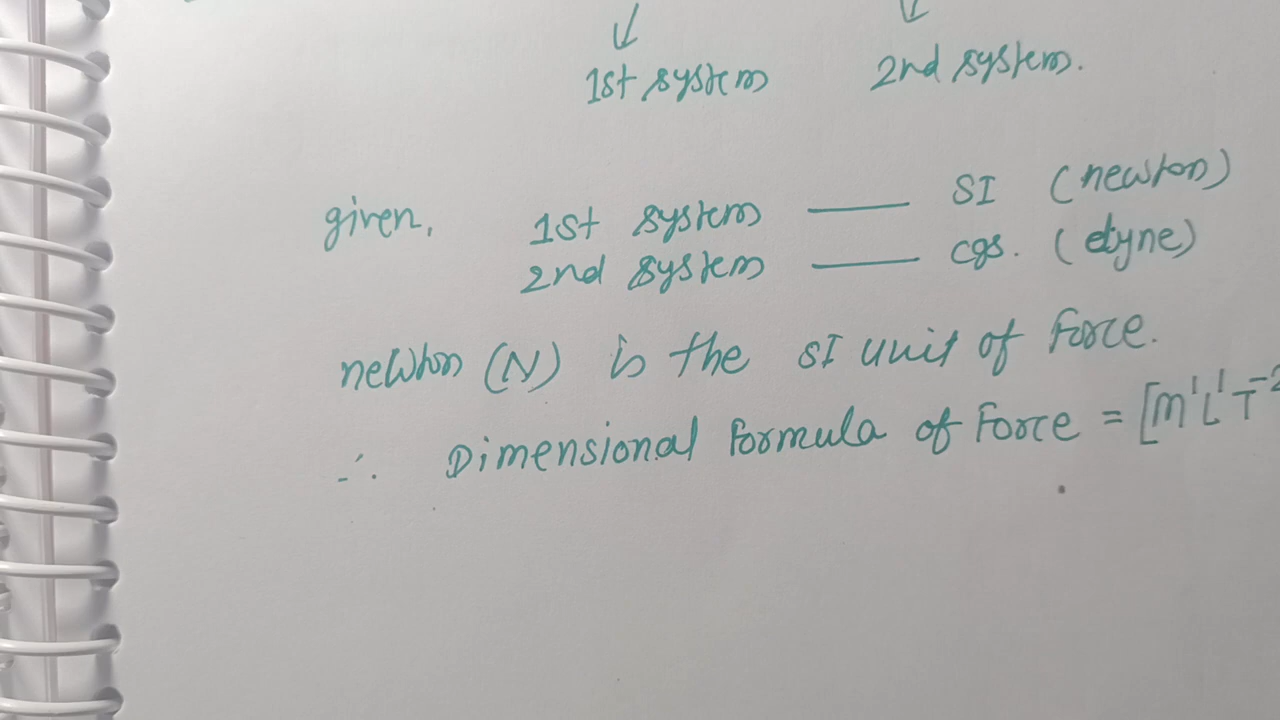 ↓ ↓
1st system 2nd system.
given, 1st system —— SI (newton)
2nd system —— cgs. (dyne)
newton (N) is the SI unit of Force.
∴ Dimensional Formula of Force = [M¹L¹T⁻²